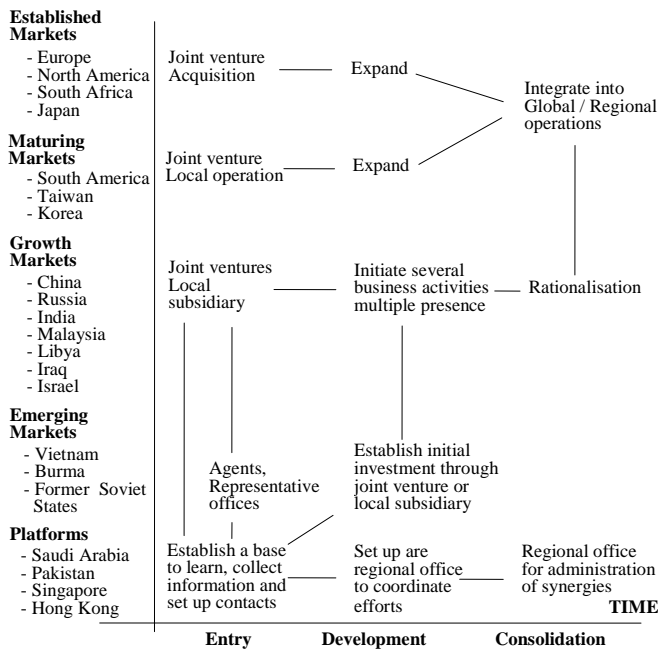 Established
Markets
- Europe
- North America
- South Africa
- Japan
Joint venture
Acquisition
Expand
Integrate into
Global / Regional
operations
Maturing
Markets
- South America
- Taiwan
- Korea
Joint venture
Local operation
Expand
Growth
Markets
- China
- Russia
- India
- Malaysia
- Libya
- Iraq
- Israel
Joint ventures
Local
subsidiary
Initiate several
business activities
multiple presence
Rationalisation
Emerging
Markets
- Vietnam
- Burma
- Former Soviet
States
Agents,
Representative
offices
Establish initial
investment through
joint venture or
local subsidiary
Platforms
- Saudi Arabia
- Pakistan
- Singapore
- Hong Kong
Establish a base
to learn, collect
information and
set up contacts
Set up are
regional office
to coordinate
efforts
Regional office
for administration
of synergies
TIME
Entry
Development
Consolidation